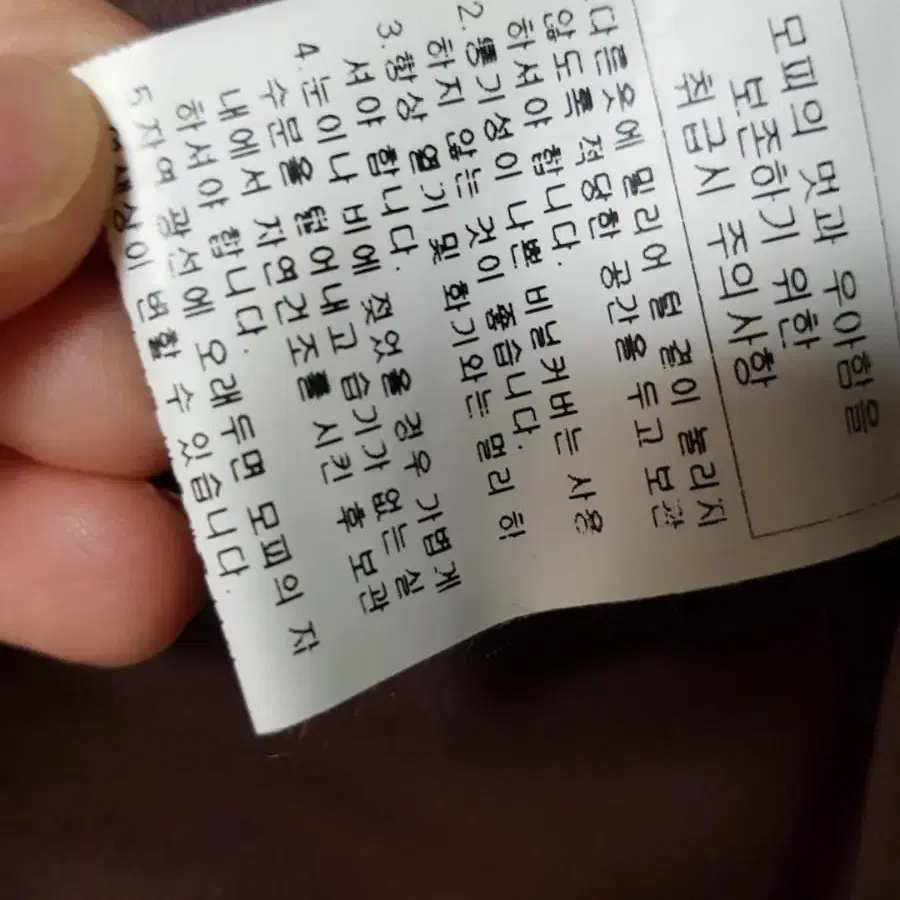 모피의 멋과 우아함을
보존하기 위한
취급시 주의사항
다른옷에 밀리어 털 결이 눌리지
않도록 적당한 공간을 두고 보관
하셔야 합니다.
2. 통기성이 나쁜 비닐커버는 사용
하지 않는 것이 좋습니다.
3. 항상 열기 및 화기와는 멀리 하
셔야 합니다.
4. 눈이나 비에 젖었을 경우 가볍게
수분을 털어내고 습기가 없는 실
내에서 자연건조를 시킨 후 보관
하셔야 합니다.
5. 자연 광선에 오래두면 모피의 자
색상이 변할 수 있습니다.